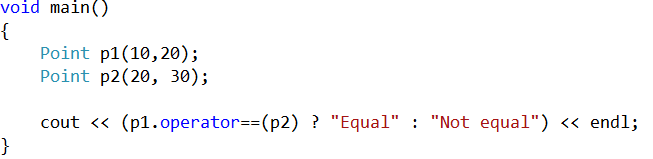 void main()
{
    Point p1(10,20);
    Point p2(20, 30);

    cout << (p1.operator==(p2) ? "Equal" : "Not equal") << endl;
}